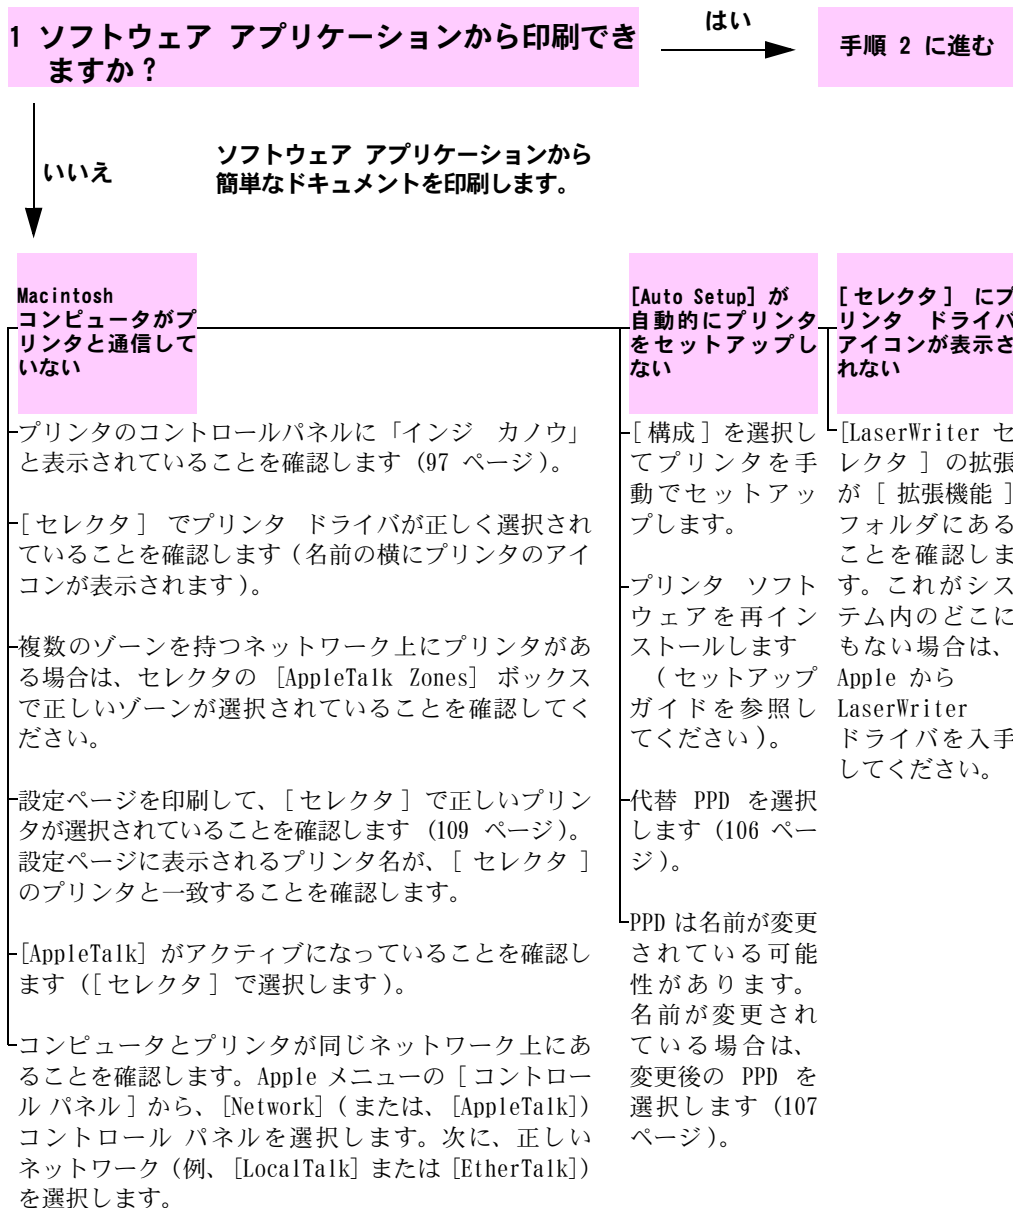 1 ソフトウェア アプリケーションから印刷でき
ますか?
はい
手順 2 に進む
いいえ
ソフトウェア アプリケーションから
簡単なドキュメントを印刷します。
Macintosh
コンピュータがプ
リンタと通信して
いない
プリンタのコントロールパネルに「インジ カノウ」
と表示されていることを確認します (97 ページ)。
[セレクタ] でプリンタ ドライバが正しく選択され
ていることを確認します (名前の横にプリンタのアイ
コンが表示されます)。
複数のゾーンを持つネットワーク上にプリンタがあ
る場合は、セレクタの [AppleTalk Zones] ボックス
で正しいゾーンが選択されていることを確認してく
ださい。
設定ページを印刷して、[セレクタ] で正しいプリン
タが選択されていることを確認します (109 ページ)。
設定ページに表示されるプリンタ名が、[セレクタ]
のプリンタと一致することを確認します。
[AppleTalk] がアクティブになっていることを確認し
ます ([セレクタ] で選択します)。
コンピュータとプリンタが同じネットワーク上にあ
ることを確認します。Apple メニューの [コントロー
ル パネル] から、[Network] (または、[AppleTalk])
コントロール パネルを選択します。次に、正しい
ネットワーク (例、[LocalTalk] または [EtherTalk])
を選択します。
[Auto Setup] が
自動的にプリンタ
をセットアップし
ない
[構成] を選択し
てプリンタを手
動でセットアッ
プします。
プリンタ ソフト
ウェアを再イン
ストールします
(セットアップ
ガイドを参照し
てください)。
代替 PPD を選択
します (106 ペー
ジ)。
PPD は名前が変更
されている可能
性があります。
名前が変更され
ている場合は、
変更後の PPD を
選択します (107
ページ)。
[セレクタ] にプ
リンタ ドライバ
アイコンが表示さ
れない
[LaserWriter セ
レクタ] の拡張
が [拡張機能]
フォルダにある
ことを確認しま
す。これがシス
テム内のどこに
もない場合は、
Apple から
LaserWriter
ドライバを入手
してください。